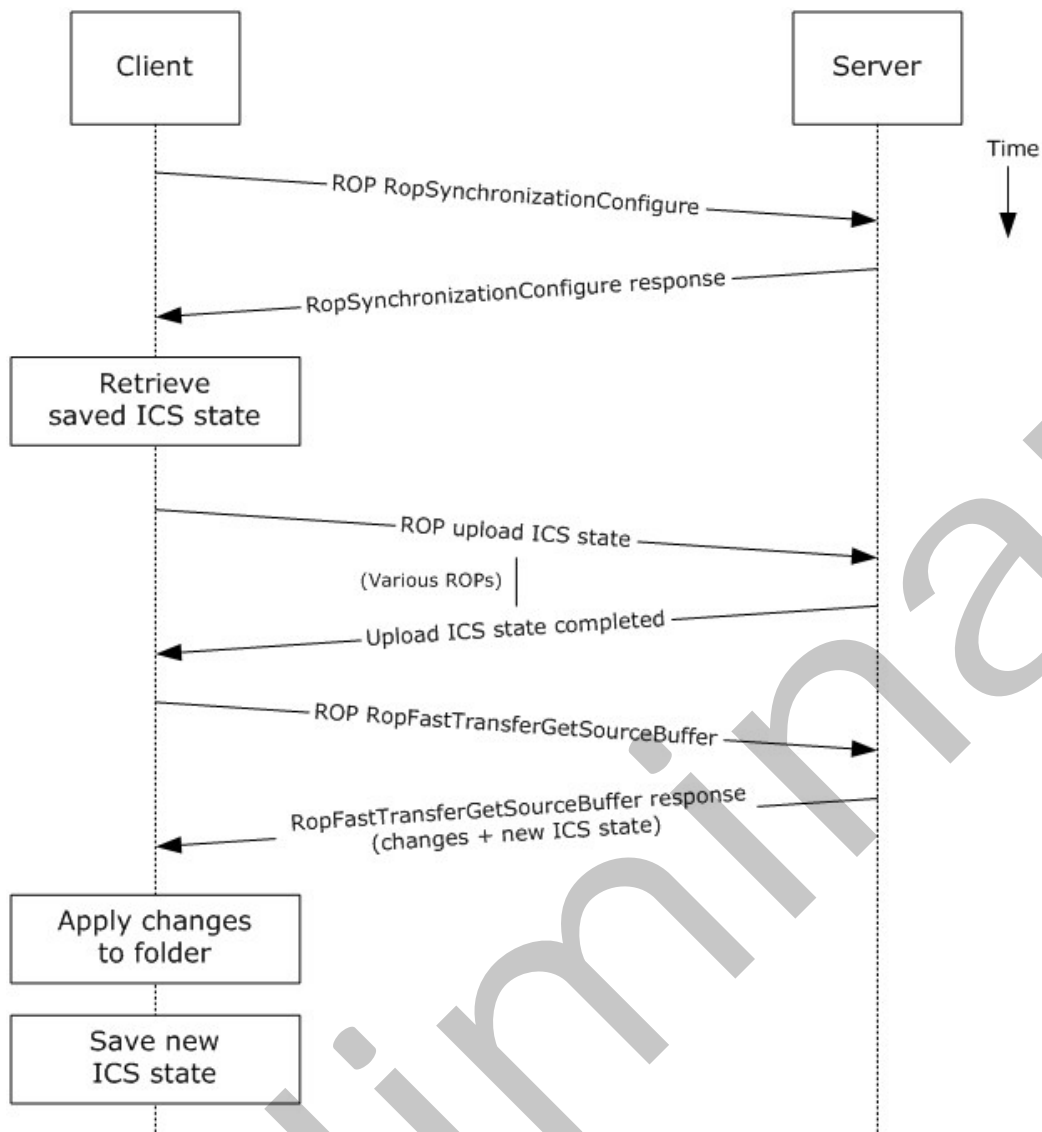 Client
Server
Time
ROP RopSynchronizationConfigure
RopSynchronizationConfigure response
Retrieve
saved ICS state
ROP upload ICS state
(Various ROPs)
Upload ICS state completed
ROP RopFastTransferGetSourceBuffer
RopFastTransferGetSourceBuffer response
(changes + new ICS state)
Apply changes
to folder
Save new
ICS state
limina